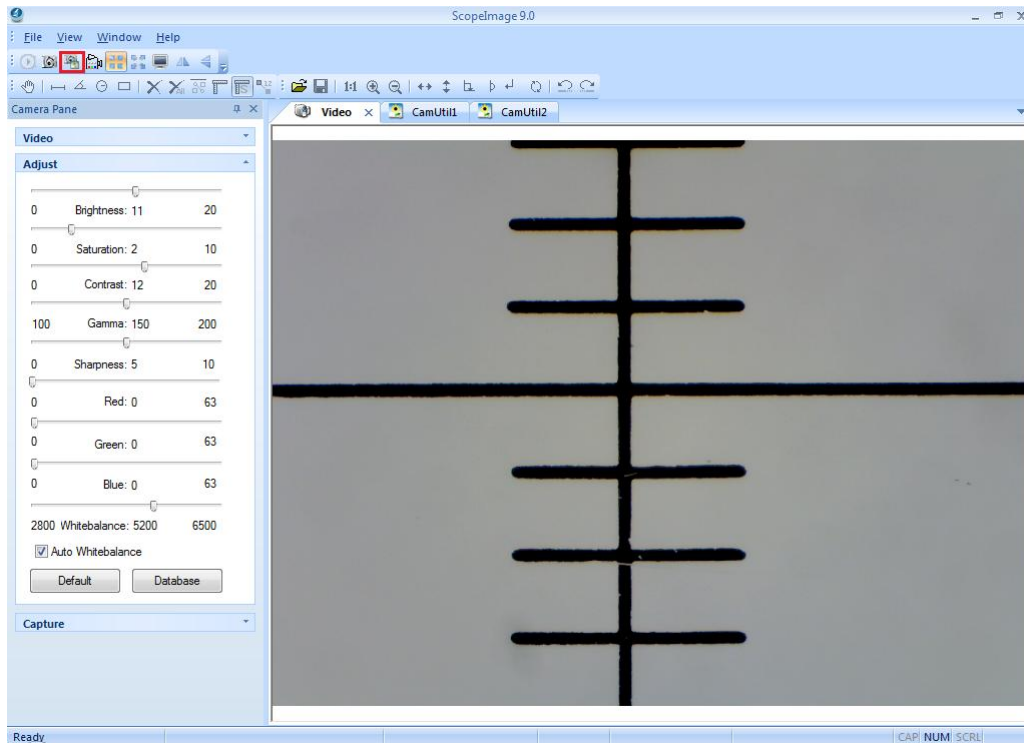 ScopeImage 9.0
File View Window Help
1:1
Camera Pane
Video CamUtil1 CamUtil2
Video
Adjust
0 Brightness: 11 20
0 Saturation: 2 10
0 Contrast: 12 20
100 Gamma: 150 200
0 Sharpness: 5 10
0 Red: 0 63
0 Green: 0 63
0 Blue: 0 63
2800 Whitebalance: 5200 6500
Auto Whitebalance
Default Database
Capture
Ready CAP NUM SCRL